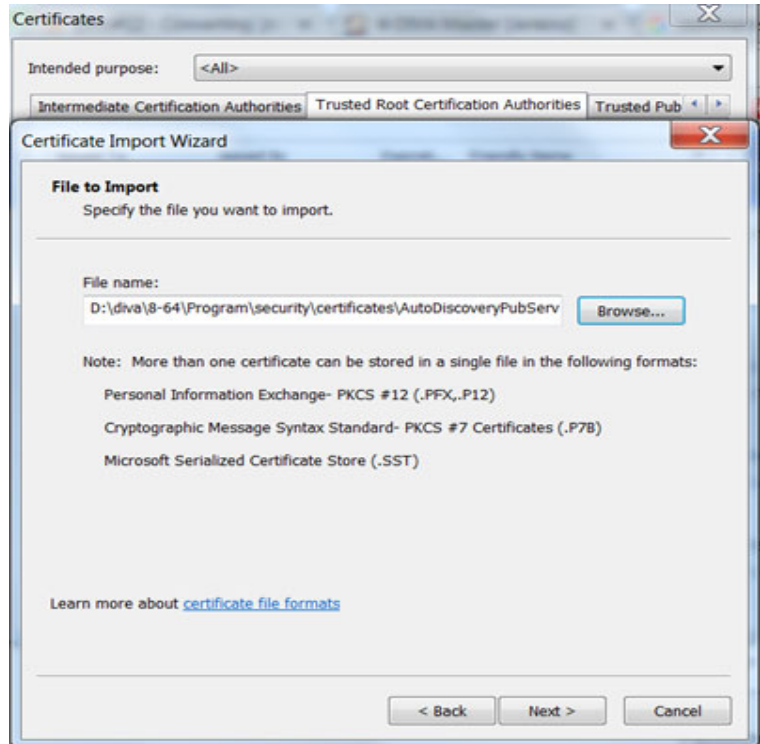 Certificates
Intended purpose: <All>
Intermediate Certification Authorities Trusted Root Certification Authorities Trusted Pub
Certificate Import Wizard
File to Import
Specify the file you want to import.
File name:
D:\diva\8-64\Program\security\certificates\AutoDiscoveryPubServ Browse...
Note: More than one certificate can be stored in a single file in the following formats:
Personal Information Exchange- PKCS #12 (.PFX,.P12)
Cryptographic Message Syntax Standard- PKCS #7 Certificates (.P7B)
Microsoft Serialized Certificate Store (.SST)
Learn more about certificate file formats
< Back Next > Cancel